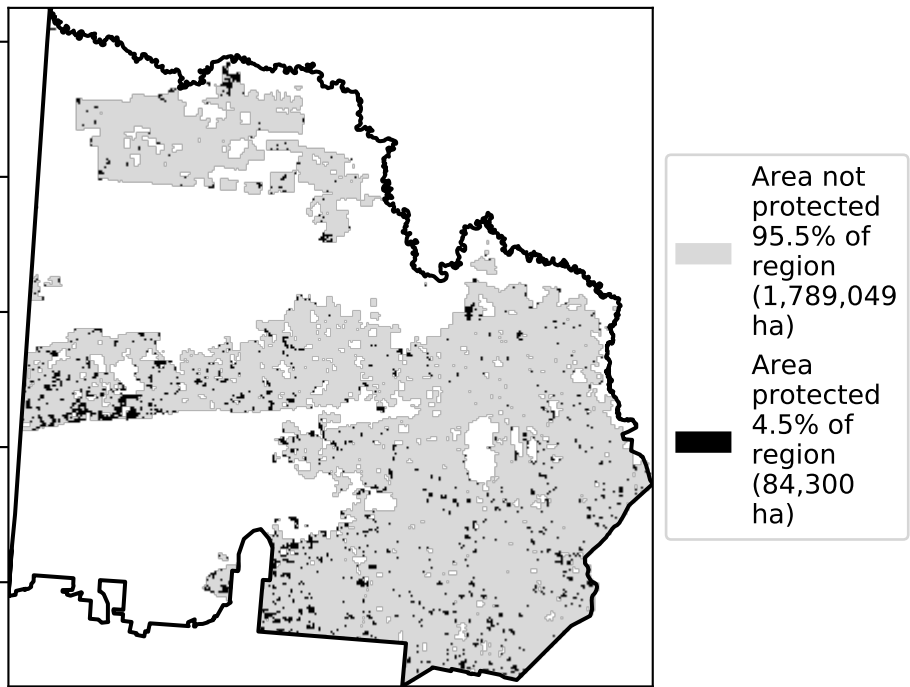 Area not
protected
95.5% of
region
(1,789,049
ha)
Area
protected
4.5% of
region
(84,300
ha)